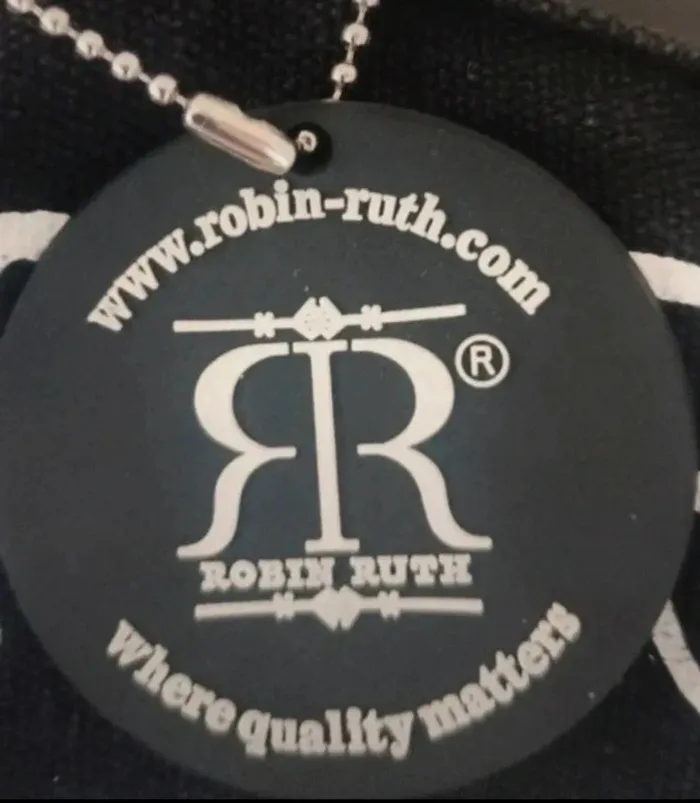 www.robin-ruth.com
RR®
ROBIN RUTH
where quality matters